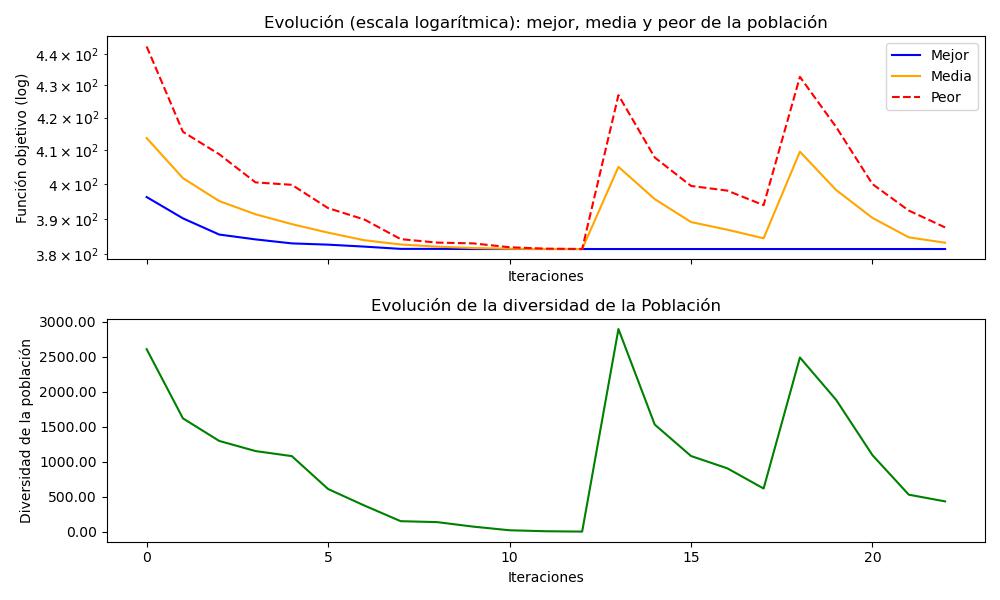 Evolución (escala logarítmica): mejor, media y peor de la población
Función objetivo (log)
4.4 × 10²
4.3 × 10²
4.2 × 10²
4.1 × 10²
4 × 10²
3.9 × 10²
3.8 × 10²
Mejor
Media
Peor
Iteraciones
Evolución de la diversidad de la Población
Diversidad de la población
3000.00
2500.00
2000.00
1500.00
1000.00
500.00
0.00
0 5 10 15 20
Iteraciones